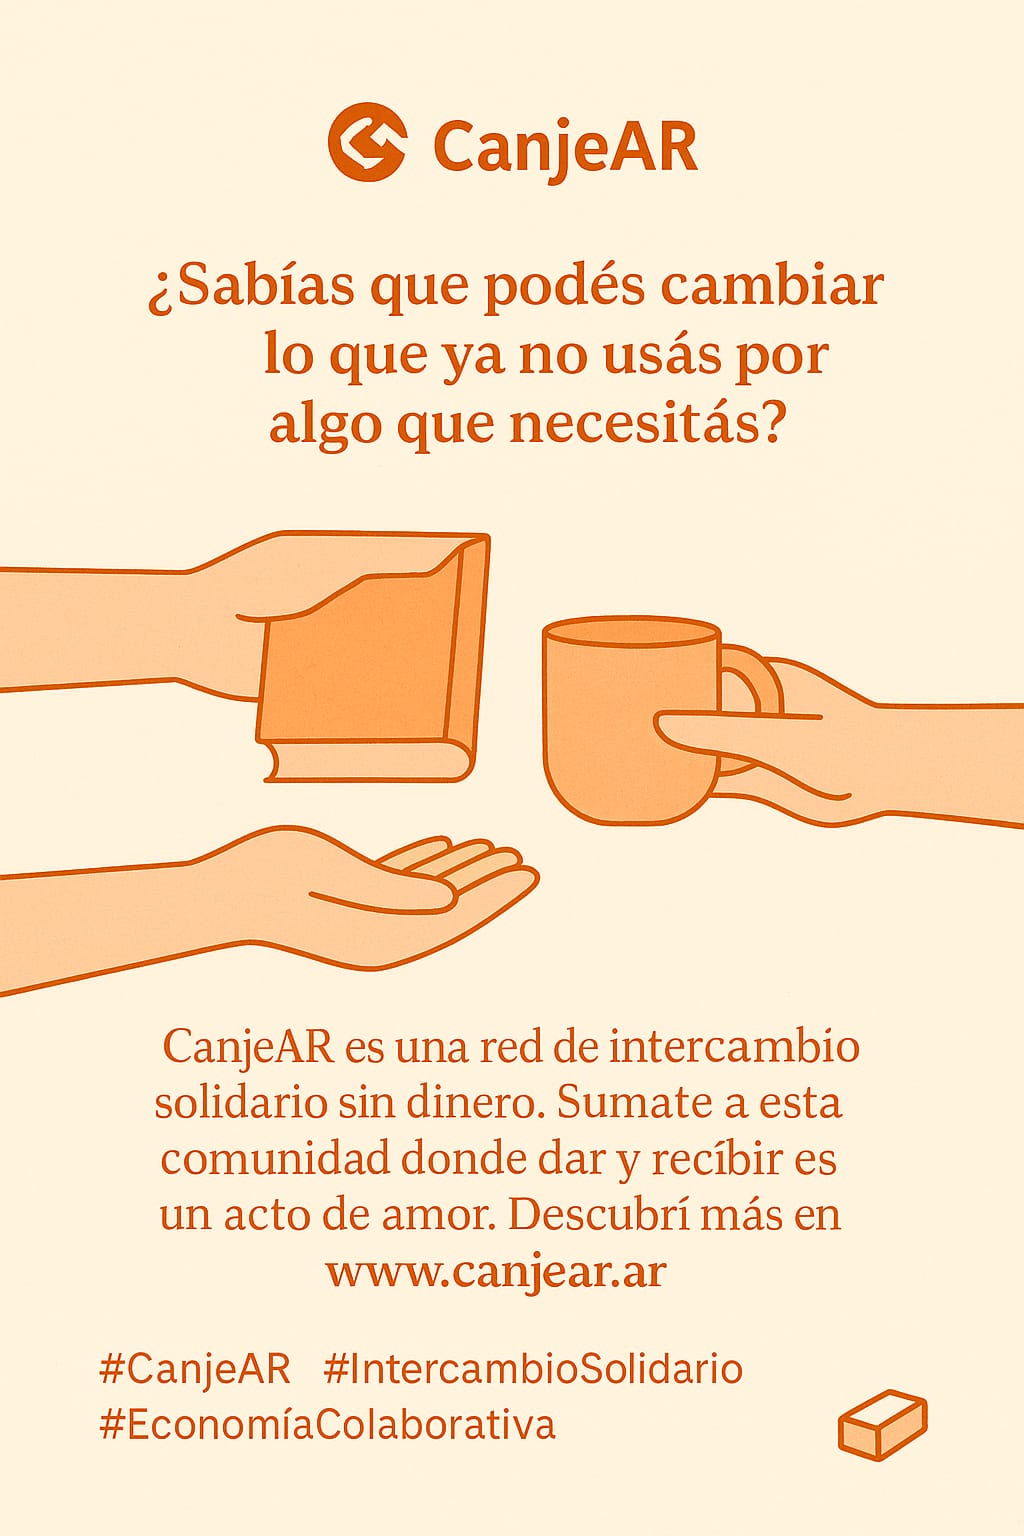 CanjeAR
¿Sabías que podés cambiar
lo que ya no usás por
algo que necesitás?
CanjeAR es una red de intercambio
solidario sin dinero. Sumate a esta
comunidad donde dar y recíbir es
un acto de amor. Descubrí más en
www.canjear.ar
#CanjeAR #IntercambioSolidario
#EconomíaColaborativa